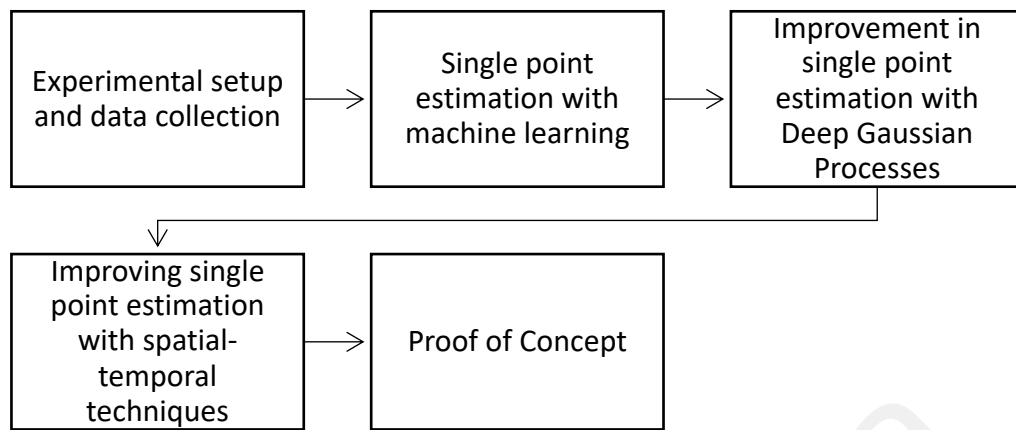 Experimental setup
and data collection
Single point
estimation with
machine learning
Improvement in
single point
estimation with
Deep Gaussian
Processes
Improving single
point estimation
with spatial-
temporal
techniques
Proof of Concept